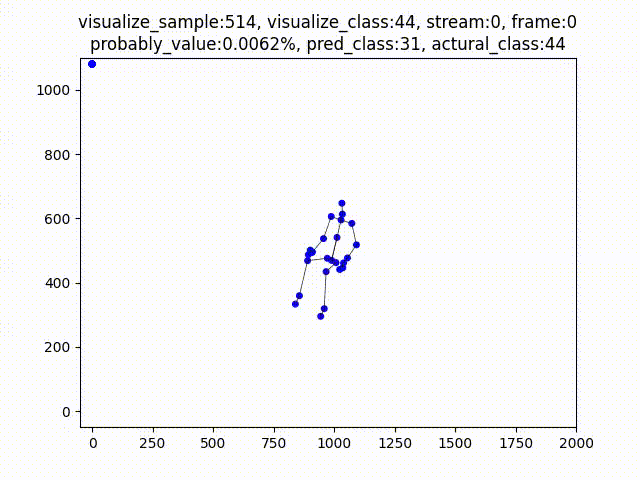 visualize_sample:514, visualize_class:44, stream:0, frame:0
probably_value:0.0062%, pred_class:31, actural_class:44
1000
800
600
400
200
0
0 250 500 750 1000 1250 1500 1750 2000